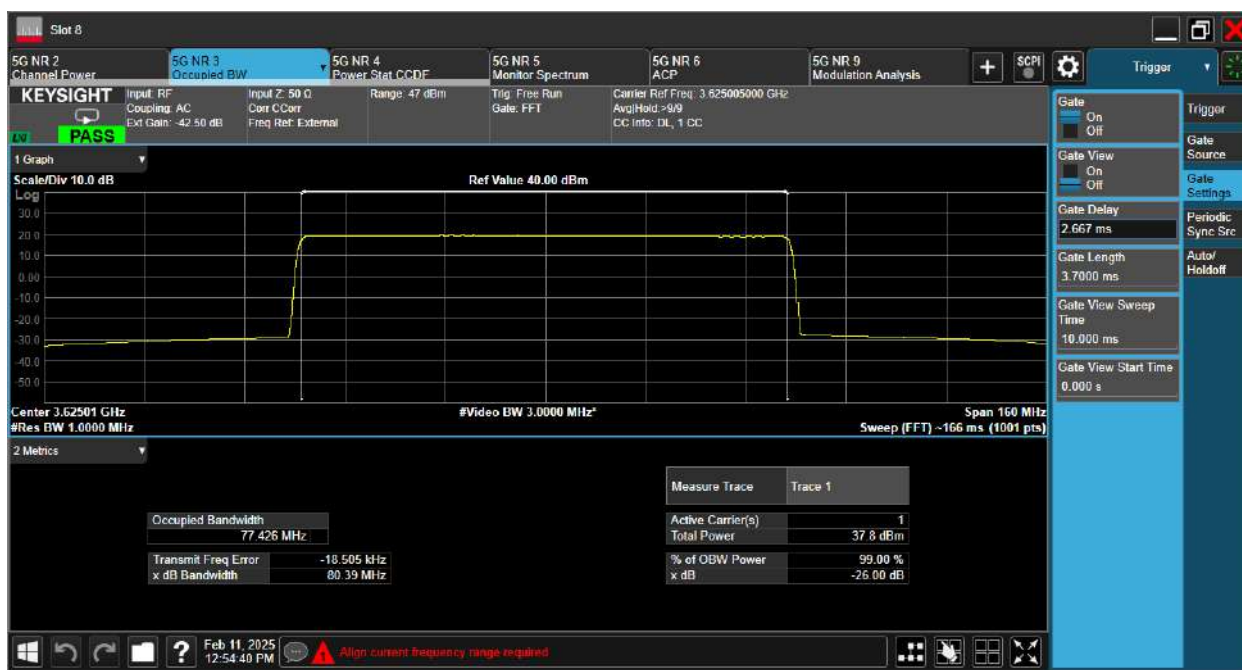 Slot 8
5G NR 2
Channel Power
5G NR 3
Occupied BW
5G NR 4
Power Stat CCDF
5G NR 5
Monitor Spectrum
5G NR 6
ACP
5G NR 9
Modulation Analysis
SCPI
Trigger
KEYSIGHT
PASS
Input: RF
Coupling: AC
Ext Gain: -42.50 dB
Input Z: 50 Ω
Corr CCorr
Freq Ref: External
Range: 47 dBm
Trig: Free Run
Gate: FFT
Carrier Ref Freq: 3.625005000 GHz
Avg|Hold:>9/9
CC Info: DL, 1 CC
1 Graph
Scale/Div 10.0 dB
Ref Value 40.00 dBm
Log
30.0
20.0
10.0
0.00
-10.0
-20.0
-30.0
-40.0
-50.0
Center 3.62501 GHz
#Res BW 1.0000 MHz
#Video BW 3.0000 MHz*
Span 160 MHz
Sweep (FFT) ~166 ms (1001 pts)
2 Metrics
Measure Trace Trace 1
Occupied Bandwidth
77.426 MHz
Transmit Freq Error -18.505 kHz
x dB Bandwidth 80.39 MHz
Active Carrier(s) 1
Total Power 37.8 dBm
% of OBW Power 99.00 %
x dB -26.00 dB
Gate
On
Off
Gate View
On
Off
Gate Delay
2.667 ms
Gate Length
3.7000 ms
Gate View Sweep
Time
10.000 ms
Gate View Start Time
0.000 s
Trigger
Gate
Source
Gate
Settings
Periodic
Sync Src
Auto/
Holdoff
?
Feb 11, 2025
12:54:40 PM
Align current frequency range required